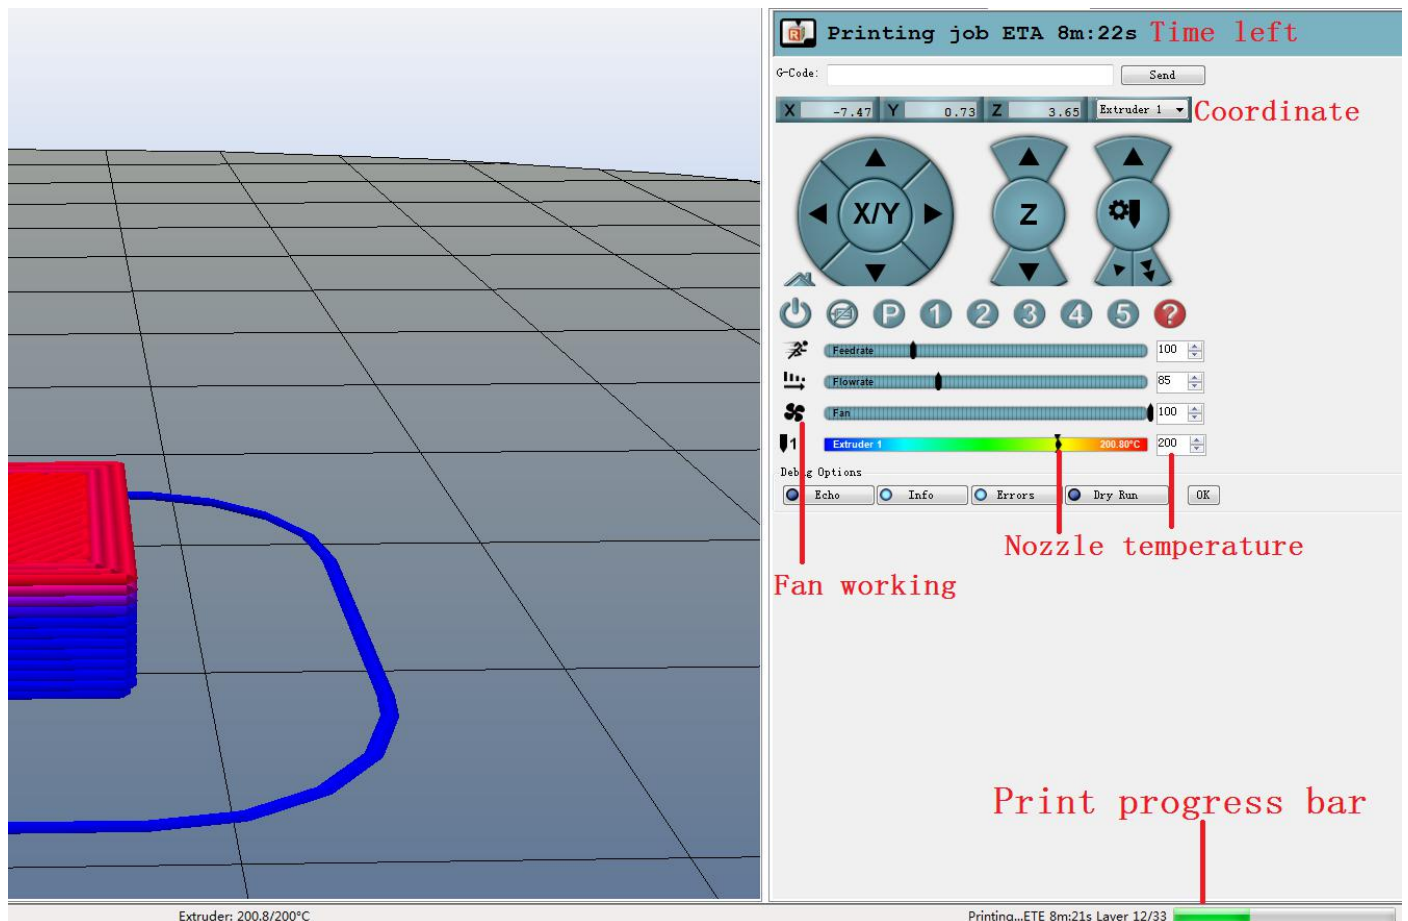 Printing job ETA 8m:22s Time left
G-Code: Send
X -7.47 Y 0.73 Z 3.65 Extruder 1 Coordinate
X/Y Z
P 1 2 3 4 5 ?
Feedrate 100
Flowrate 85
Fan 100
1 Extruder 1 200.80°C 200
Debug Options
Echo Info Errors Dry Run OK
Nozzle temperature
Fan working
Print progress bar
Extruder: 200.8/200°C Printing...ETE 8m:21s Layer 12/33